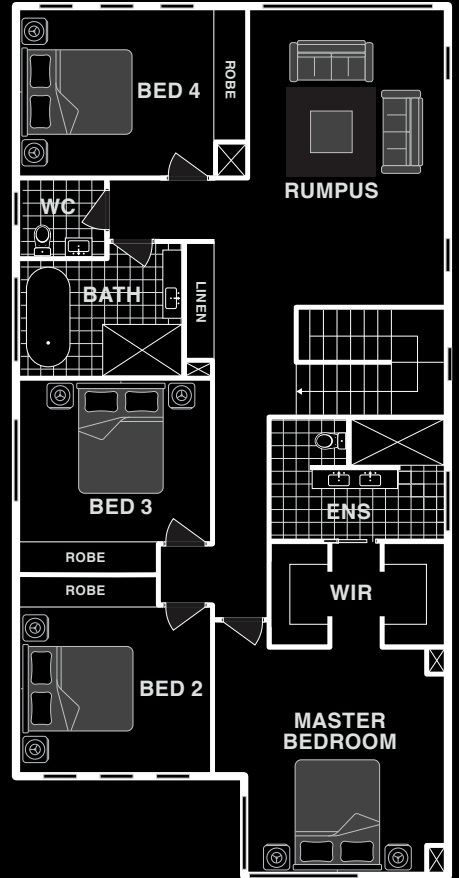 BED 4
ROBE
RUMPUS
WC
BATH
LINEN
BED 3
ENS
ROBE
ROBE
WIR
BED 2
MASTER
BEDROOM